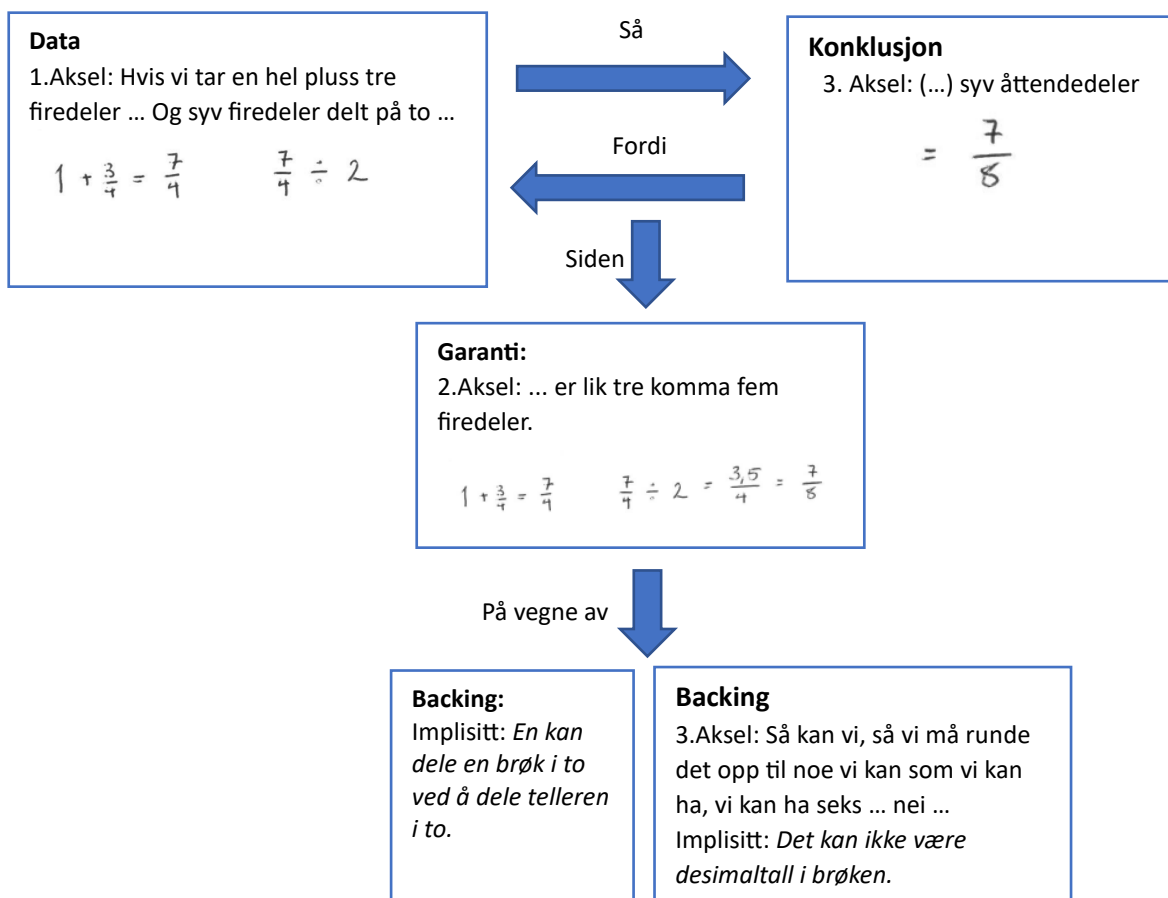 Data
1.Aksel: Hvis vi tar en hel pluss tre
firedeler … Og syv firedeler delt på to …
1 + 3/4 = 7/4    7/4 ÷ 2
Så
Fordi
Siden
Konklusjon
3. Aksel: (…) syv åttendedeler
= 7/8
Garanti:
2.Aksel: … er lik tre komma fem
firedeler.
1 + 3/4 = 7/4    7/4 ÷ 2 = 3,5/4 = 7/8
På vegne av
Backing:
Implisitt: En kan
dele en brøk i to
ved å dele telleren
i to.
Backing
3.Aksel: Så kan vi, så vi må runde
det opp til noe vi kan som vi kan
ha, vi kan ha seks … nei …
Implisitt: Det kan ikke være
desimaltall i brøken.